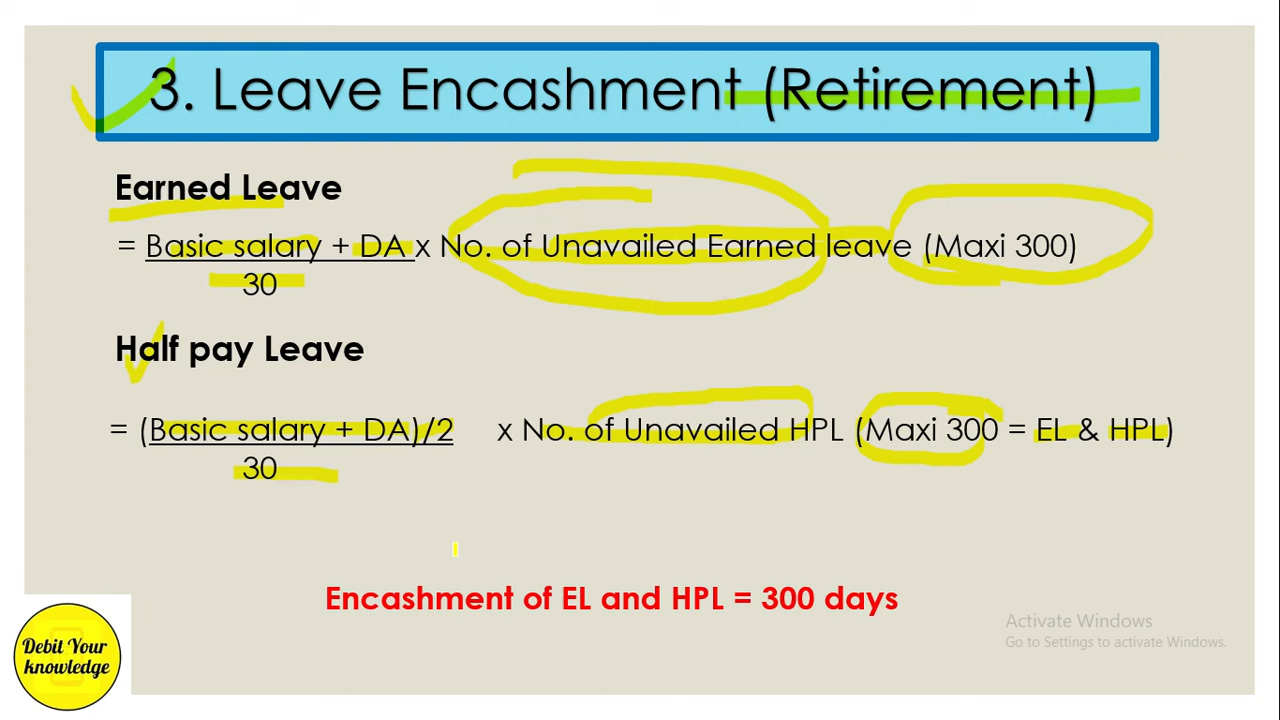 3. Leave Encashment (Retirement)
Earned Leave
= Basic salary + DA x No. of Unavailed Earned leave (Maxi 300)
30
Half pay Leave
= (Basic salary + DA)/2 x No. of Unavailed HPL (Maxi 300 = EL & HPL)
30
Encashment of EL and HPL = 300 days
Activate Windows
Go to Settings to activate Windows.
Debit Your
knowledge